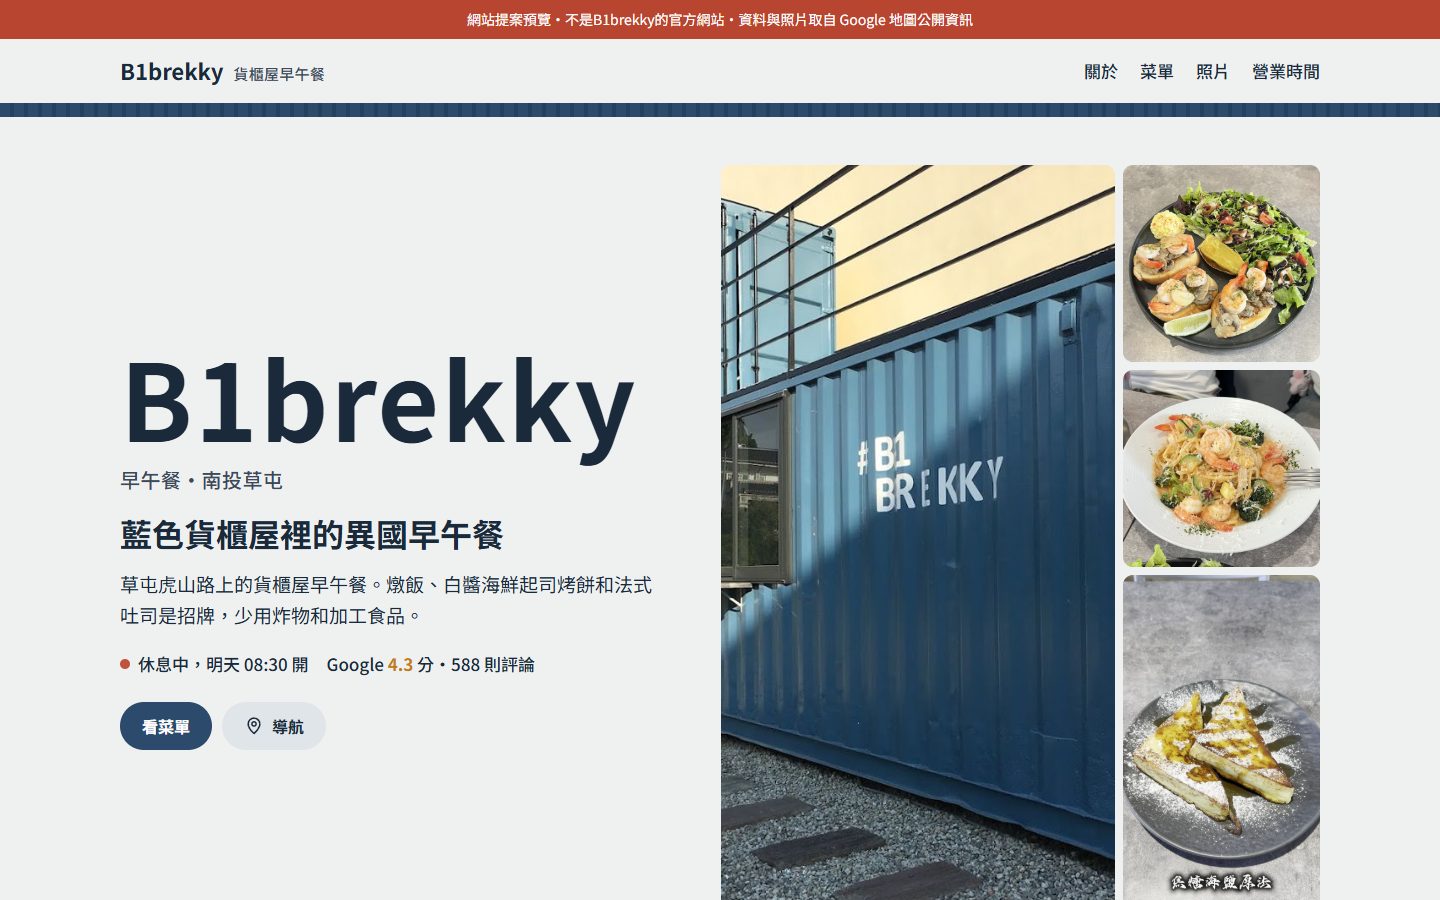 網站提案預覽・不是B1brekky的官方網站・資料與照片取自 Google 地圖公開資訊
B1brekky 貨櫃屋早午餐
關於 菜單 照片 營業時間
B1brekky
早午餐・南投草屯
藍色貨櫃屋裡的異國早午餐
草屯虎山路上的貨櫃屋早午餐。燉飯、白醬海鮮起司烤餅和法式
吐司是招牌，少用炸物和加工食品。
休息中，明天 08:30 開 Google 4.3 分・588 則評論
看菜單 導航
#B1
BREKKY
焦糖海鹽厚法